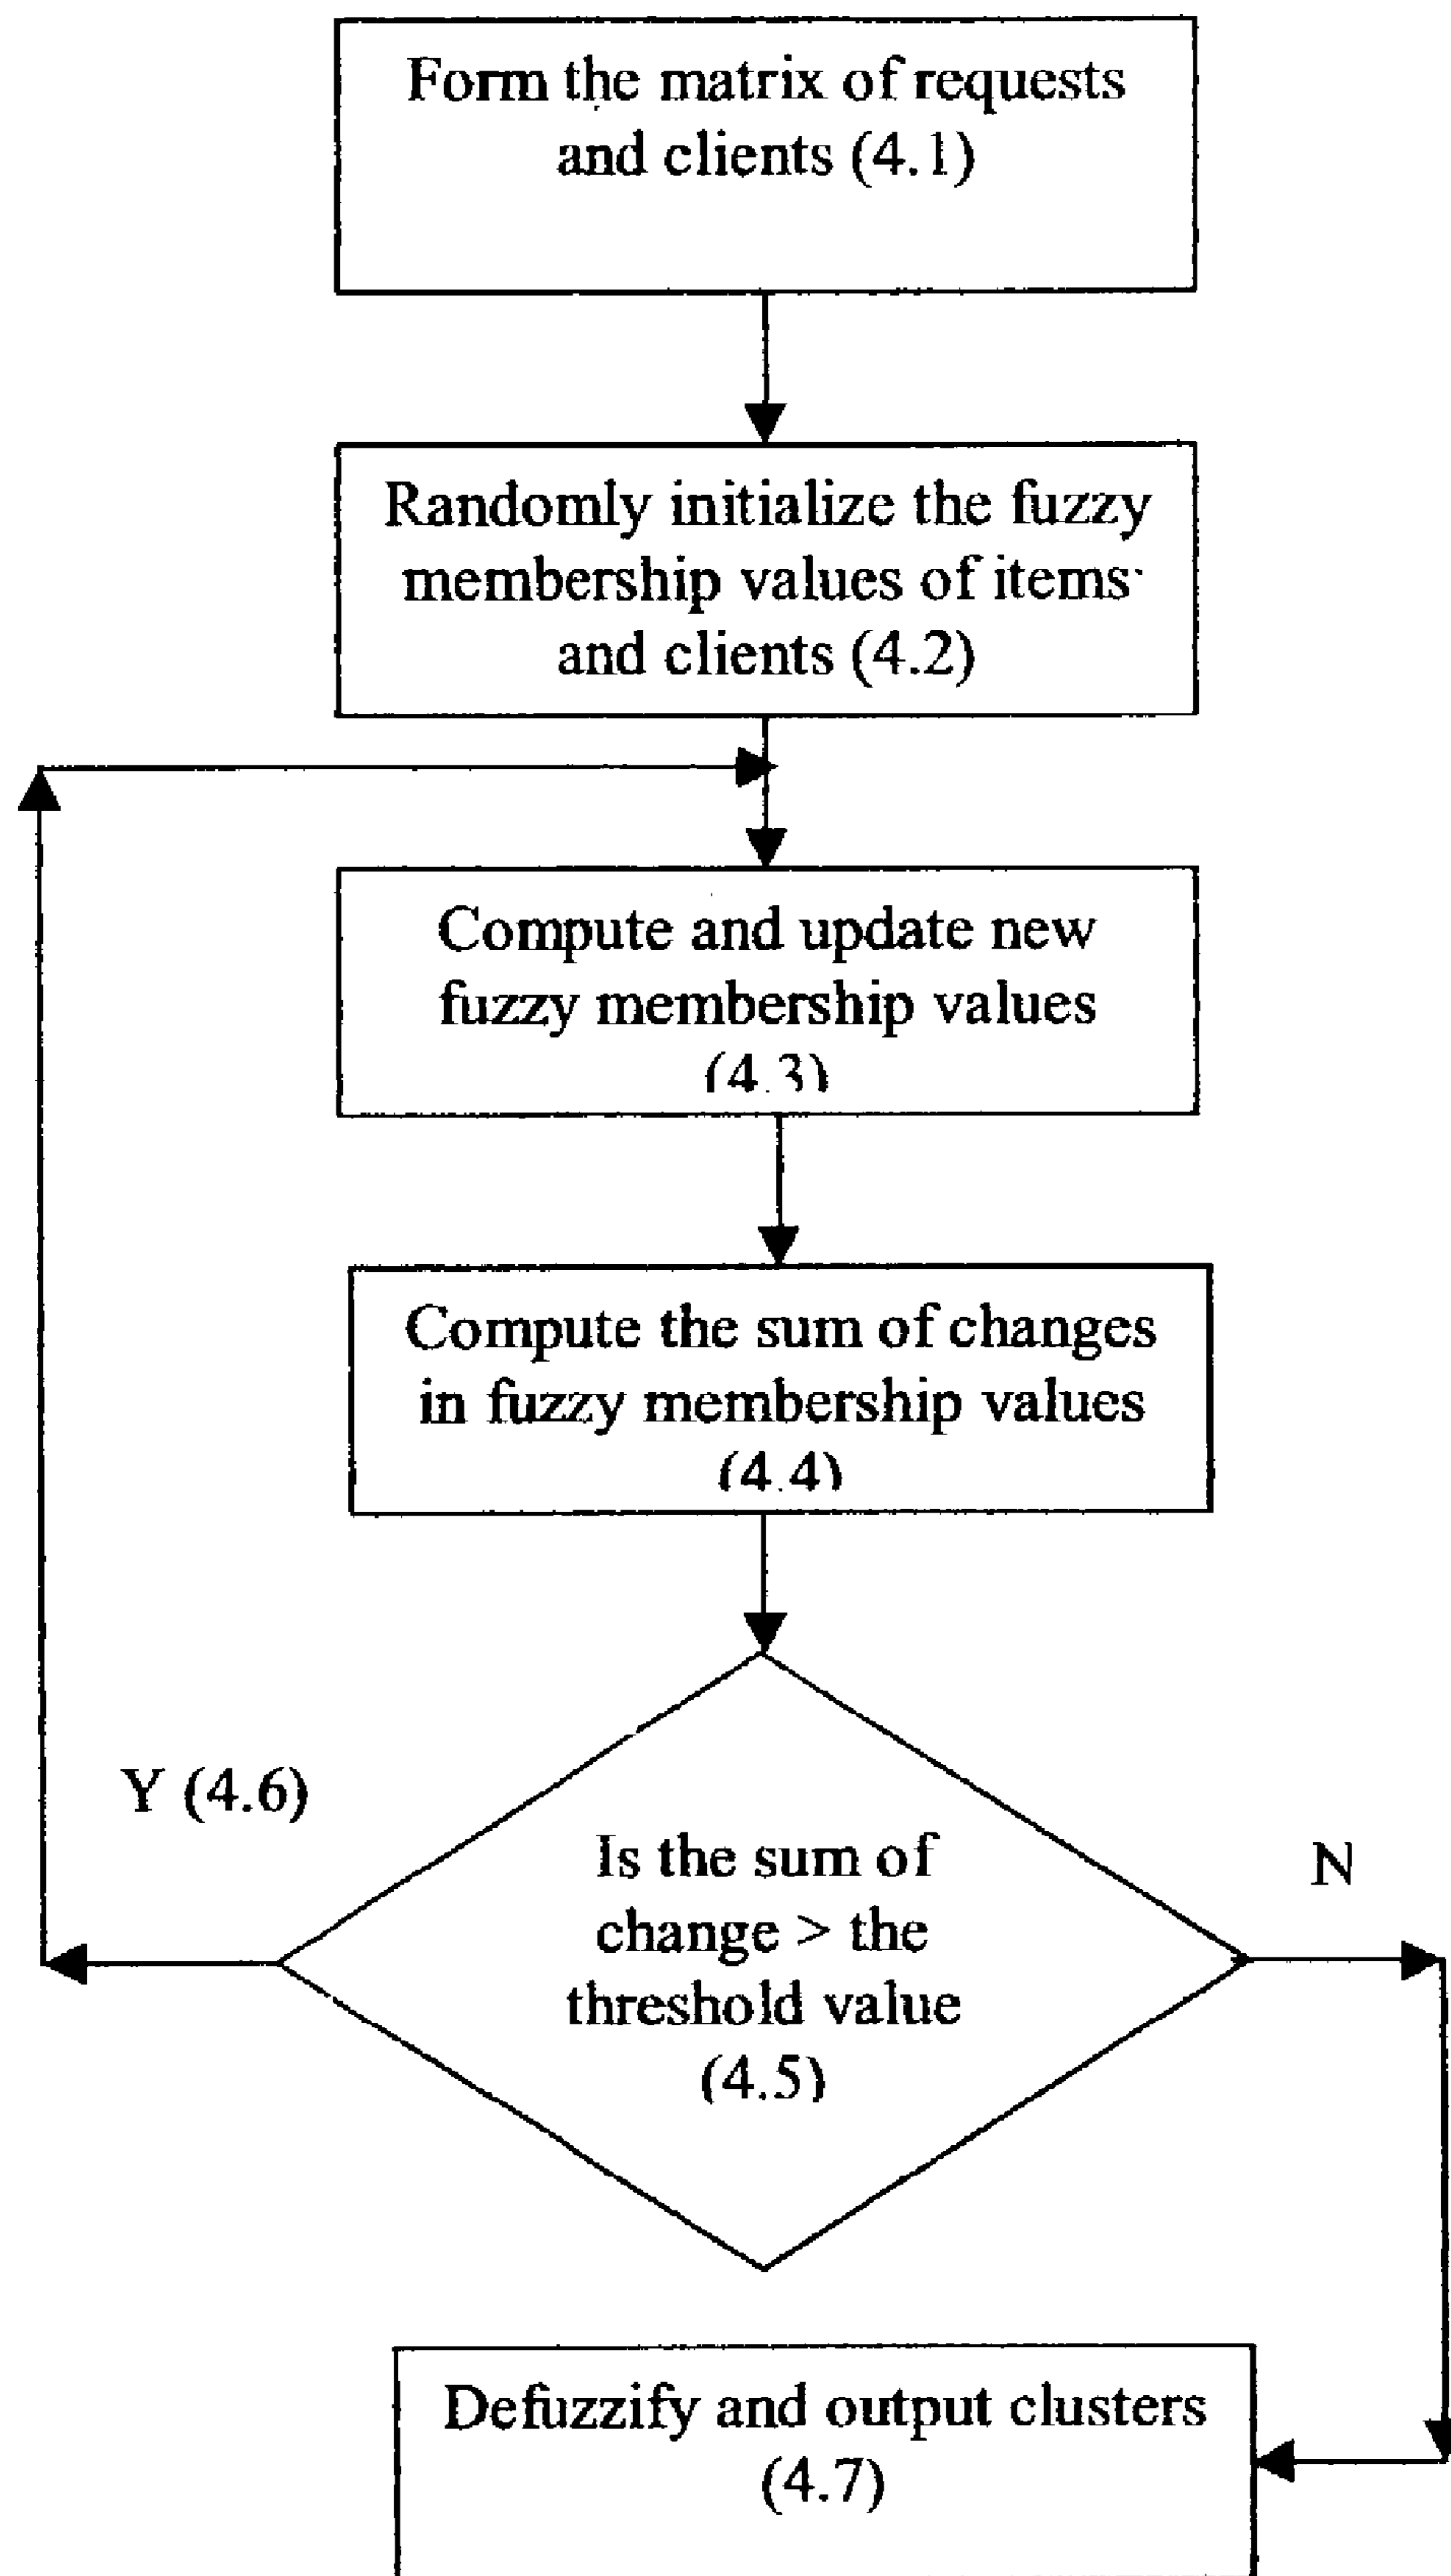 Form the matrix of requests
and clients (4.1)
Randomly initialize the fuzzy
membership values of items
and clients (4.2)
Compute and update new
fuzzy membership values
(4.3)
Compute the sum of changes
in fuzzy membership values
(4.4)
Y (4.6)
Is the sum of
change > the
threshold value
(4.5)
N
Defuzzify and output clusters
(4.7)